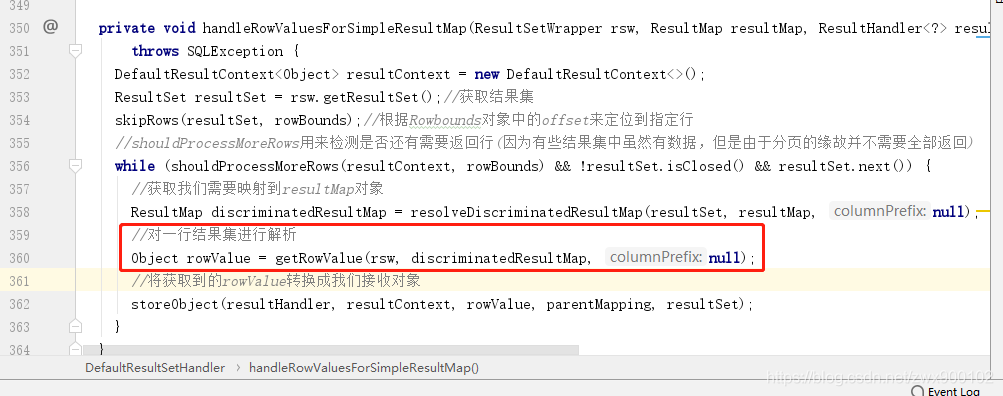 349
350 @ private void handleRowValuesForSimpleResultMap(ResultSetWrapper rsw, ResultMap resultMap, ResultHandler<?> resul
351 throws SQLException {
352 DefaultResultContext<Object> resultContext = new DefaultResultContext<>();
353 ResultSet resultSet = rsw.getResultSet();//获取结果集
354 skipRows(resultSet, rowBounds);//根据Rowbounds对象中的offset来定位到指定行
355 //shouldProcessMoreRows用来检测是否还有需要返回行(因为有些结果集中虽然有数据，但是由于分页的缘故并不需要全部返回)
356 while (shouldProcessMoreRows(resultContext, rowBounds) && !resultSet.isClosed() && resultSet.next()) {
357 //获取我们需要映射到resultMap对象
358 ResultMap discriminatedResultMap = resolveDiscriminatedResultMap(resultSet, resultMap, columnPrefix: null);
359 //对一行结果集进行解析
360 Object rowValue = getRowValue(rsw, discriminatedResultMap, columnPrefix: null);
361 //将获取到的rowValue转换成我们接收对象
362 storeObject(resultHandler, resultContext, rowValue, parentMapping, resultSet);
363 }
364 }
DefaultResultSetHandler › handleRowValuesForSimpleResultMap()
https://blog.csdn.net/zwx900102
Event Log